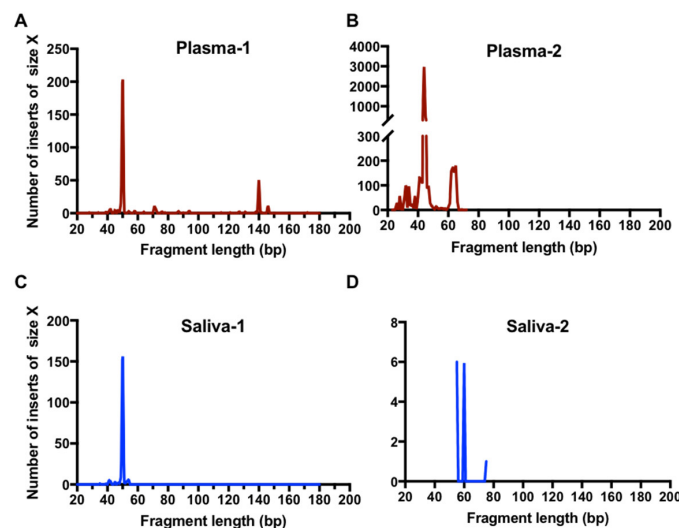 A
Plasma-1
Number of inserts of size X
250
200
150
100
50
0
20 40 60 80 100 120 140 160 180 200
Fragment length (bp)
B
Plasma-2
4000
3000
2000
1000
300
200
100
0
20 40 60 80 100 120 140 160 180 200
Fragment length (bp)
C
Saliva-1
Number of inserts of size X
200
150
100
50
0
20 40 60 80 100 120 140 160 180 200
Fragment length (bp)
D
Saliva-2
8
6
4
2
0
20 40 60 80 100 120 140 160 180 200
Fragment length (bp)